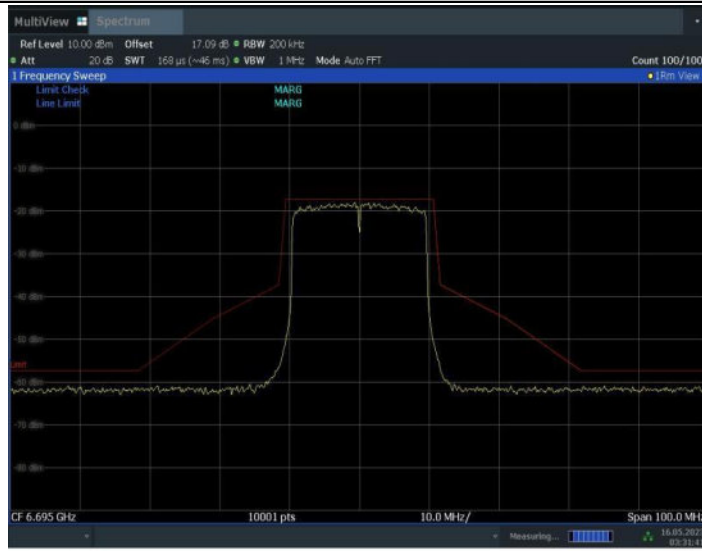 MultiView Spectrum
Ref Level 10.00 dBm Offset 17.09 dB RBW 200 kHz
Att 20 dB SWT 168 µs (~46 ms) VBW 1 MHz Mode Auto FFT Count 100/100
1 Frequency Sweep 1Rm View
Limit Check MARG
Line Limit MARG
0 dBm
-10 dBm
-20 dBm
-30 dBm
-40 dBm
-50 dBm
-60 dBm
-70 dBm
-80 dBm
CF 6.695 GHz 10001 pts 10.0 MHz/ Span 100.0 MHz
Measuring... 16.05.202
03:31:4